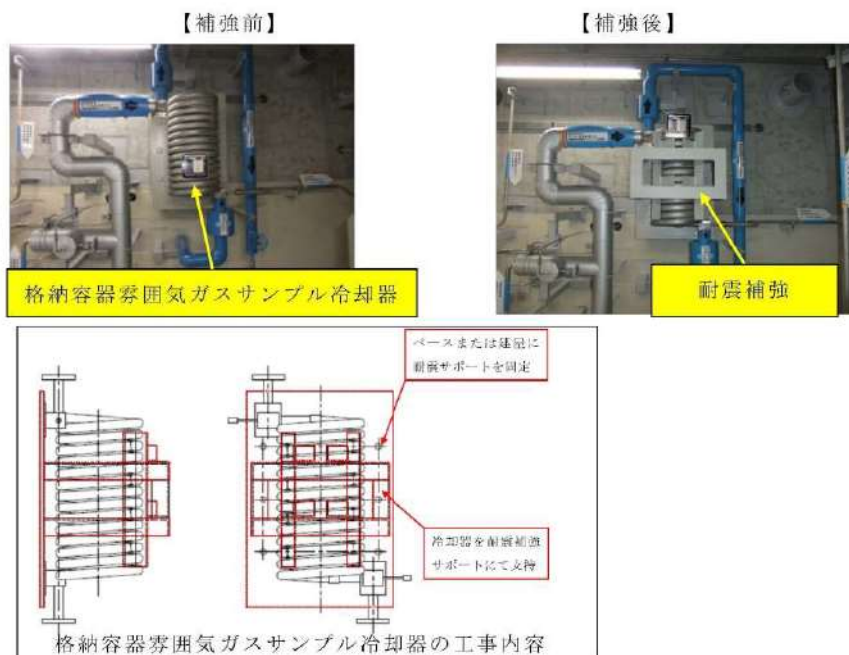 【補強前】
【補強後】
格納容器雰囲気ガスサンプル冷却器
耐震補強
ベースまたは建屋に
耐震サポートを固定
冷却器を耐震補強
サポートにて支持
格納容器雰囲気ガスサンプル冷却器の工事内容